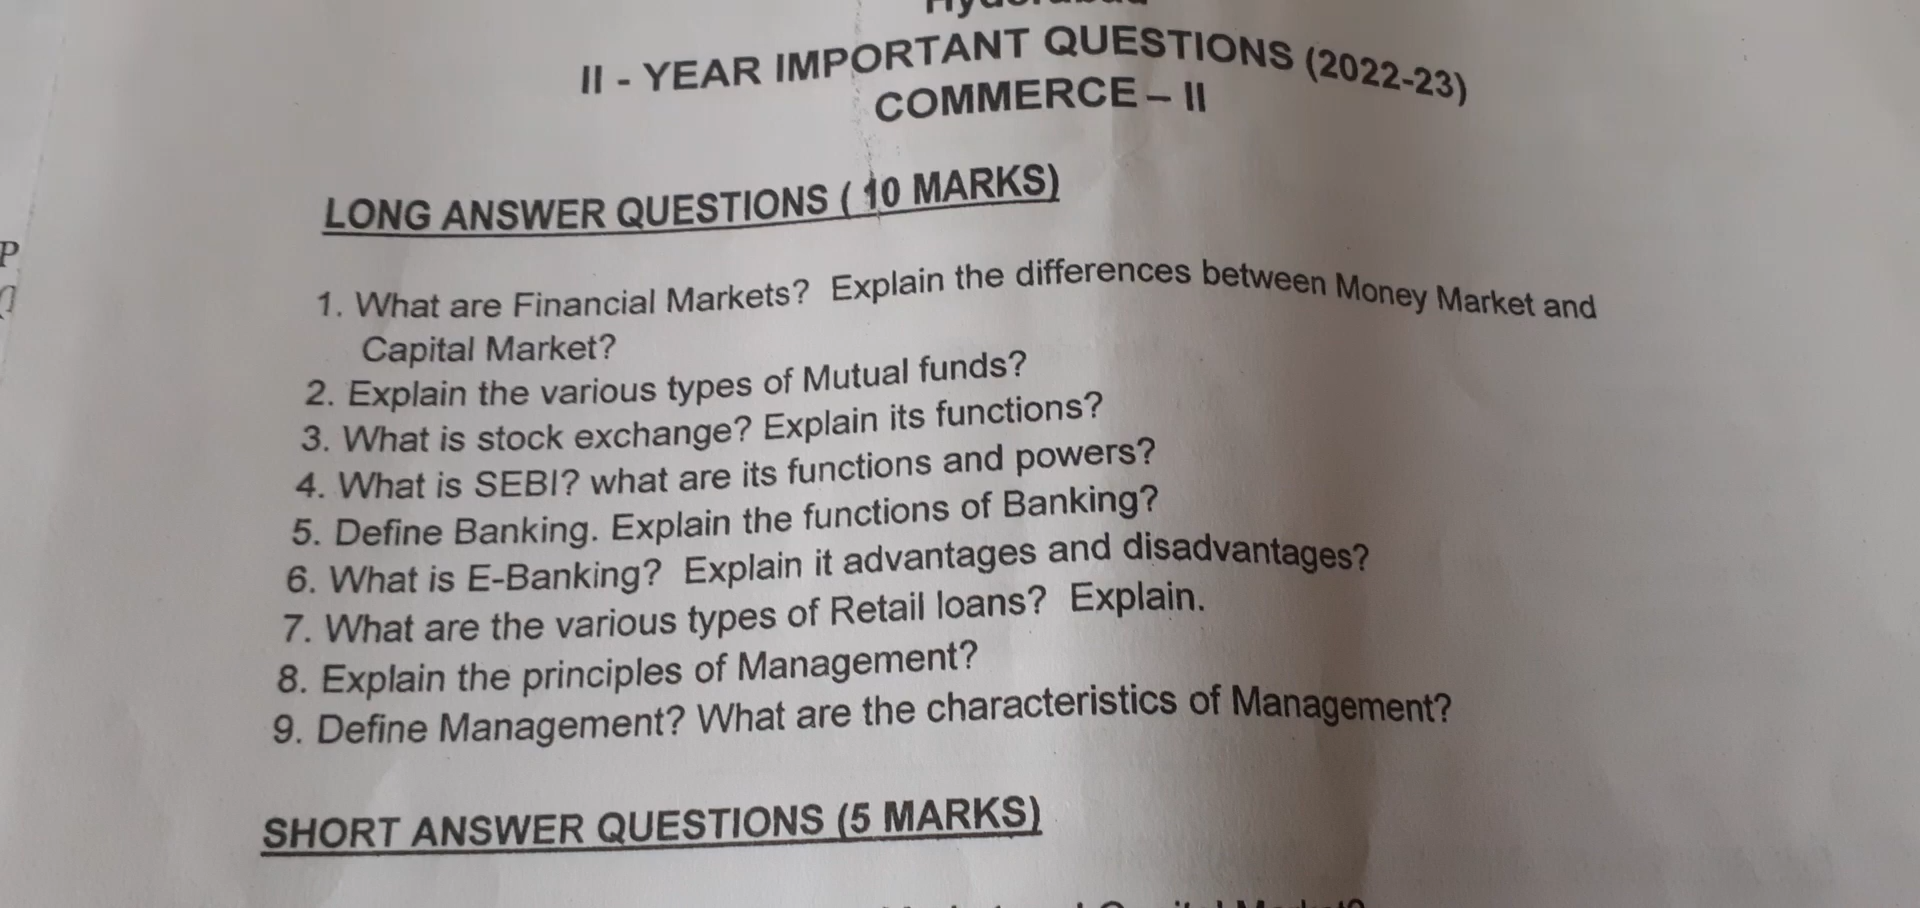 Hyderabad
II - YEAR IMPORTANT QUESTIONS (2022-23)
COMMERCE – II
LONG ANSWER QUESTIONS ( 10 MARKS)
1. What are Financial Markets? Explain the differences between Money Market and
Capital Market?
2. Explain the various types of Mutual funds?
3. What is stock exchange? Explain its functions?
4. What is SEBI? what are its functions and powers?
5. Define Banking. Explain the functions of Banking?
6. What is E-Banking? Explain it advantages and disadvantages?
7. What are the various types of Retail loans? Explain.
8. Explain the principles of Management?
9. Define Management? What are the characteristics of Management?
SHORT ANSWER QUESTIONS (5 MARKS)